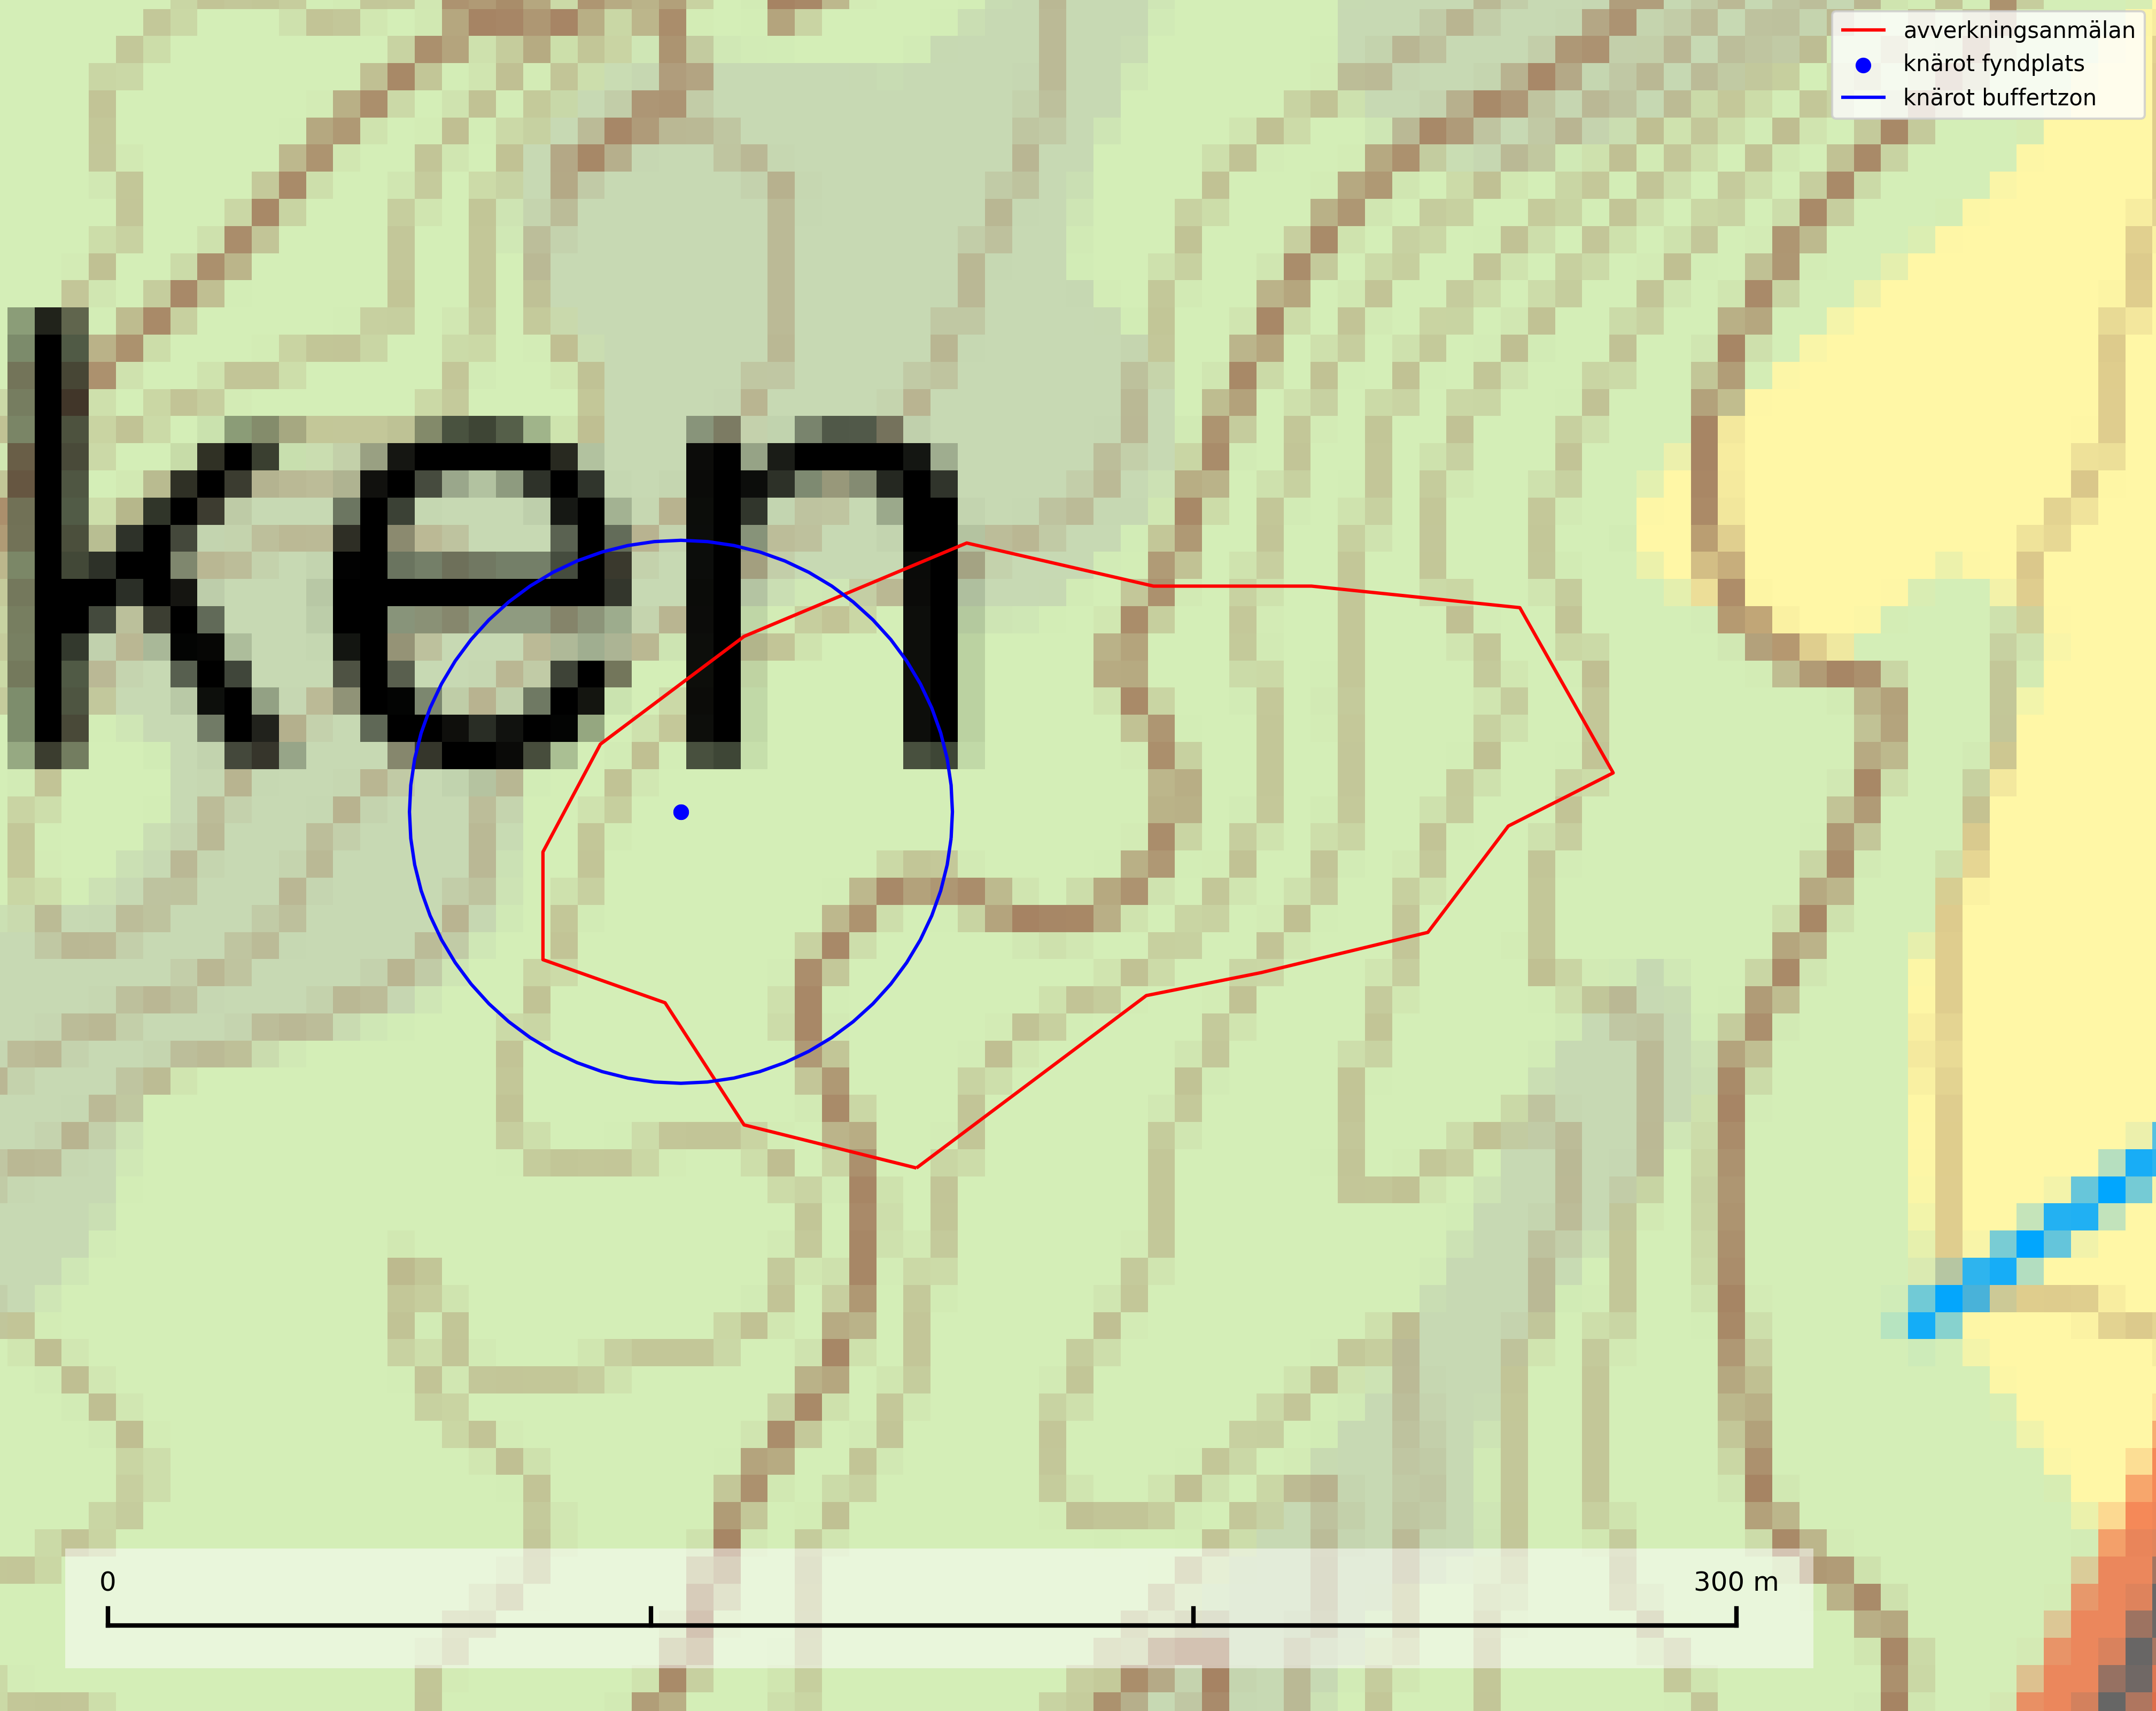 avverkningsanmälan
knärot fyndplats
knärot buffertzon
ken
0 300 m